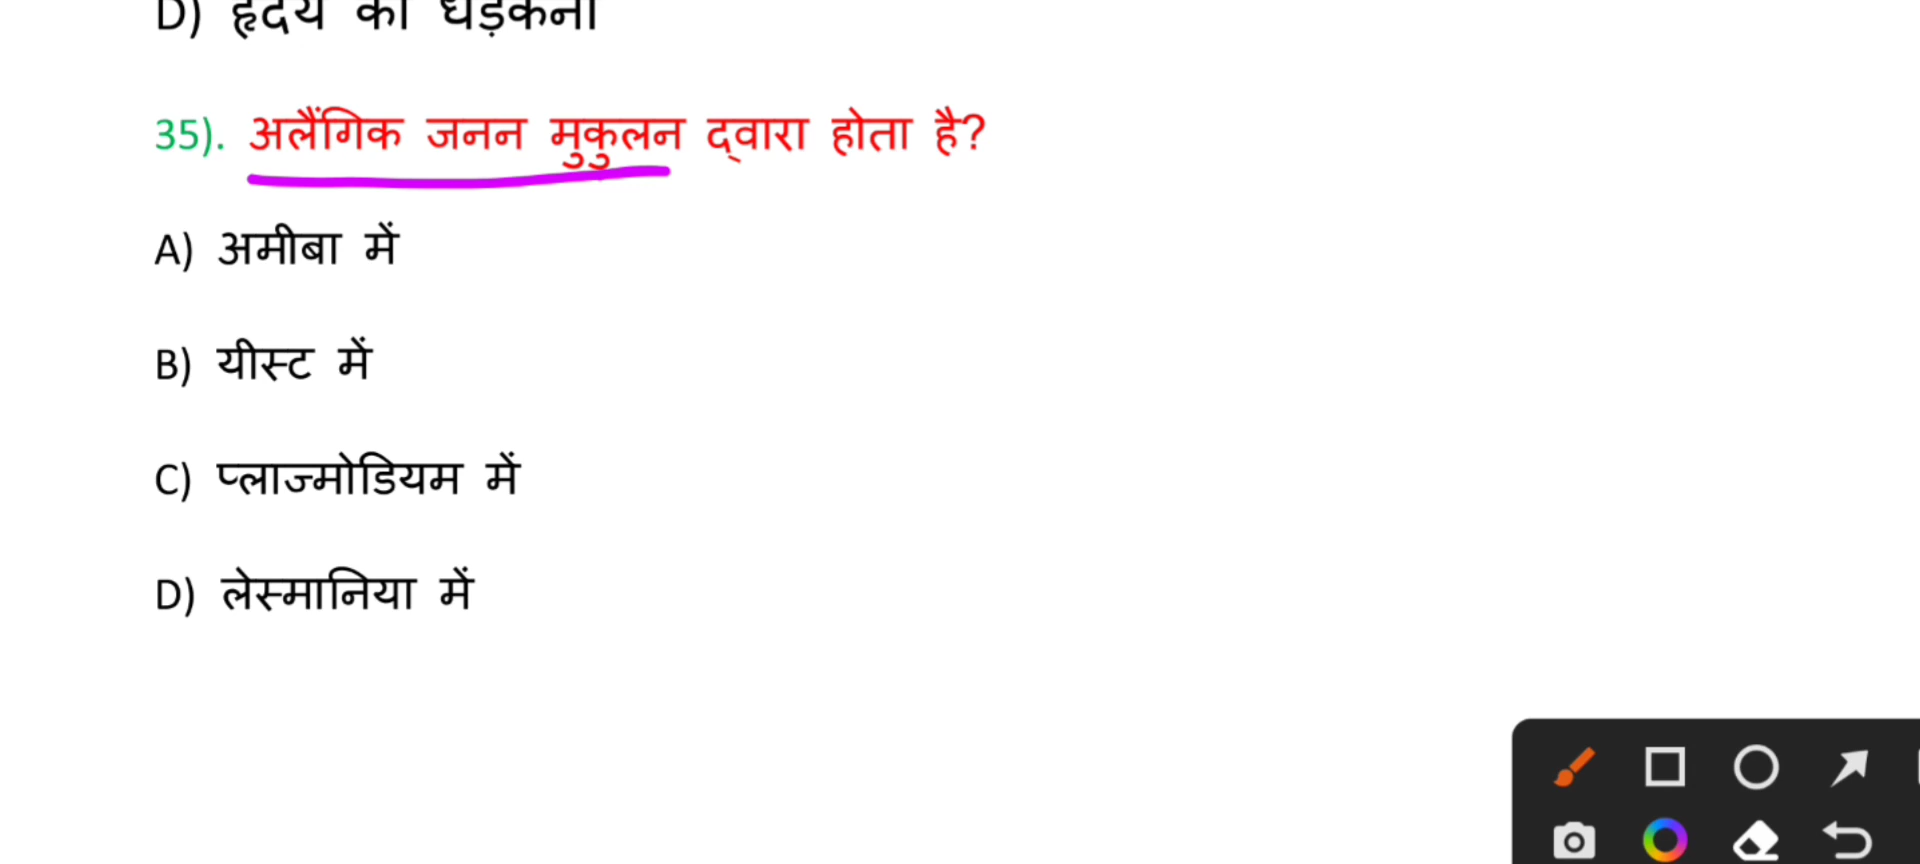 D) हृदय का धड़कना
35). अलैंगिक जनन मुकुलन द्वारा होता है?
A) अमीबा में
B) यीस्ट में
C) प्लाज्मोडियम में
D) लेस्मानिया में